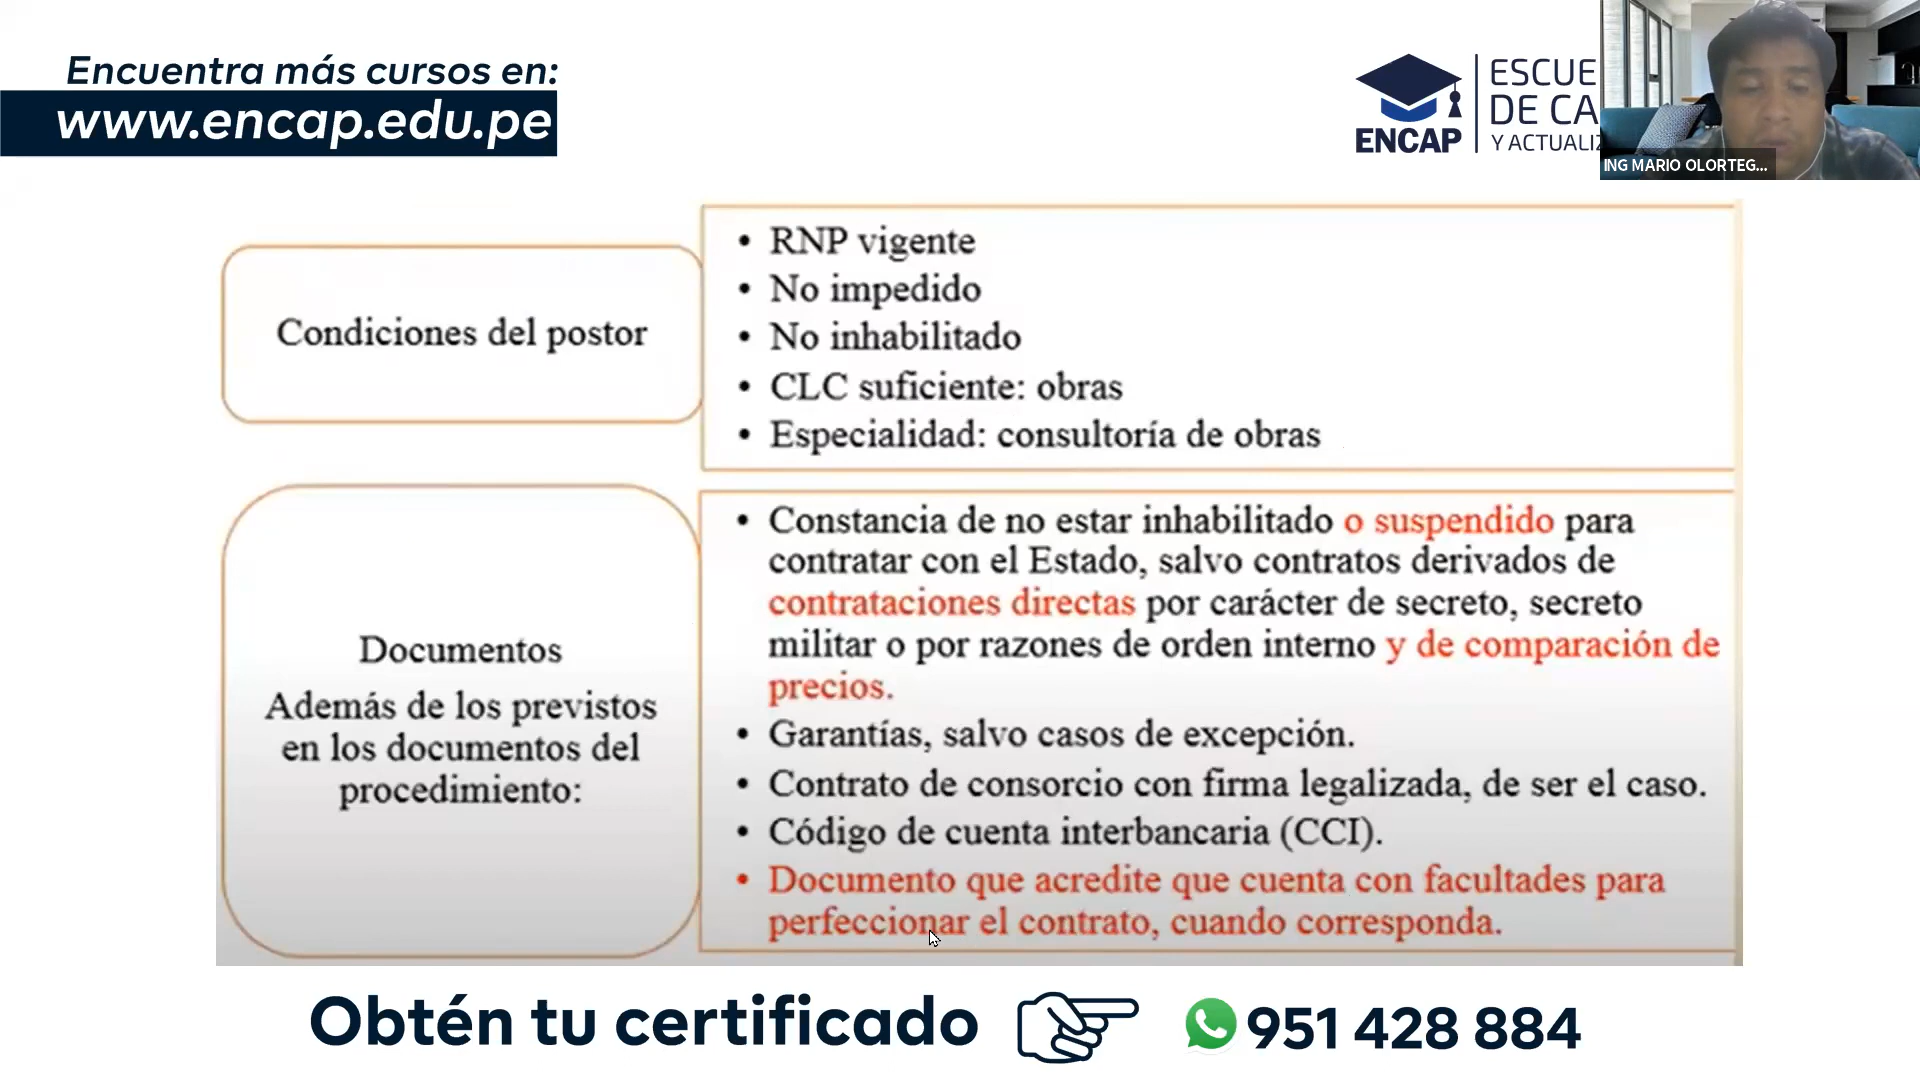 Encuentra más cursos en:
www.encap.edu.pe
ENCAP
ESCUE
DE CA
Y ACTUALIZ
ING MARIO OLORTEG...
Condiciones del postor
• RNP vigente
• No impedido
• No inhabilitado
• CLC suficiente: obras
• Especialidad: consultoría de obras
Documentos
Además de los previstos
en los documentos del
procedimiento:
• Constancia de no estar inhabilitado o suspendido para
contratar con el Estado, salvo contratos derivados de
contrataciones directas por carácter de secreto, secreto
militar o por razones de orden interno y de comparación de
precios.
• Garantías, salvo casos de excepción.
• Contrato de consorcio con firma legalizada, de ser el caso.
• Código de cuenta interbancaria (CCI).
• Documento que acredite que cuenta con facultades para
perfeccionar el contrato, cuando corresponda.
Obtén tu certificado
951 428 884